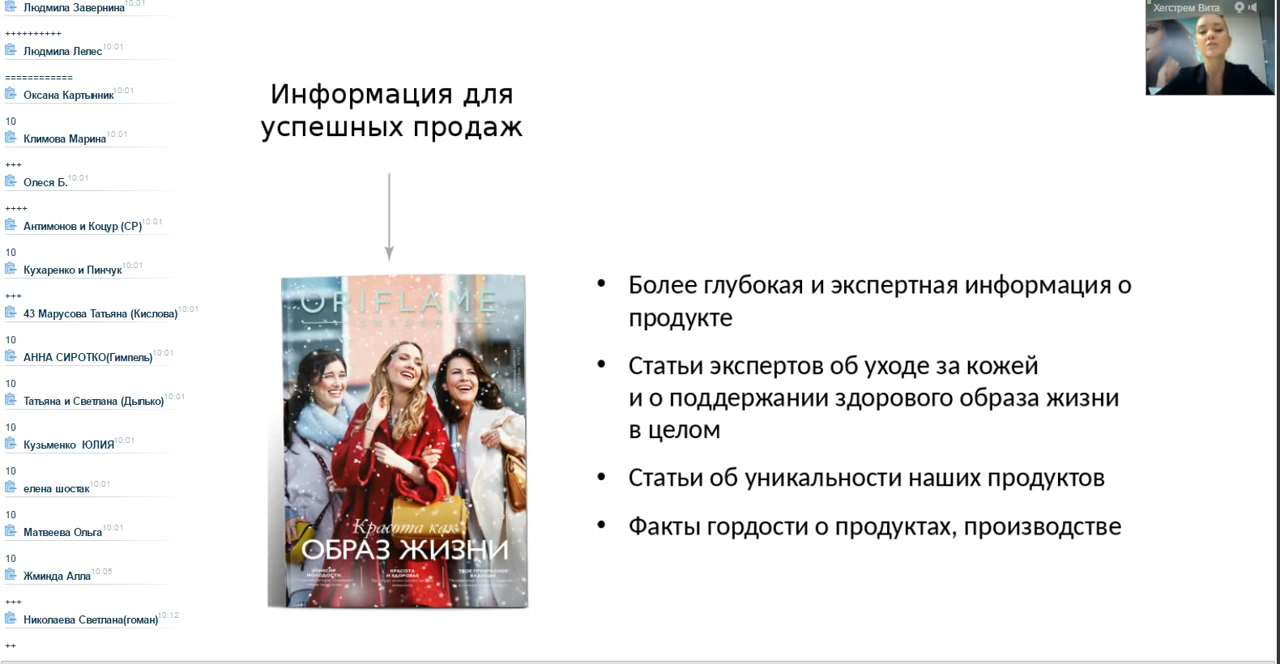 Людмила Завернина 10:01
++++++++++
Людмила Лелес 10:01
============
Оксана Картынник 10:01
10
Климова Марина 10:01
+++
Олеся Б. 10:01
++++
Антимонов и Коцур (СР) 10:01
10
Кухаренко и Пинчук 10:01
+++
43 Марусова Татьяна (Кислова) 10:01
10
АННА СИРОТКО(Гимпель) 10:01
10
Татьяна и Светлана (Дылько) 10:01
10
Кузьменко ЮЛИЯ 10:01
10
елена шостак 10:01
10
Матвеева Ольга 10:01
10
Жминда Алла 10:05
+++
Николаева Светлана(гоман) 10:12
++
Информация для
успешных продаж
ORIFLAME
Красота как
ОБРАЗ ЖИЗНИ
МОЛОДОСТИ
КРАСОТА
И ЗДОРОВЬЕ
• Более глубокая и экспертная информация о
продукте
• Статьи экспертов об уходе за кожей
и о поддержании здорового образа жизни
в целом
• Статьи об уникальности наших продуктов
• Факты гордости о продуктах, производстве
Хегстрем Вита